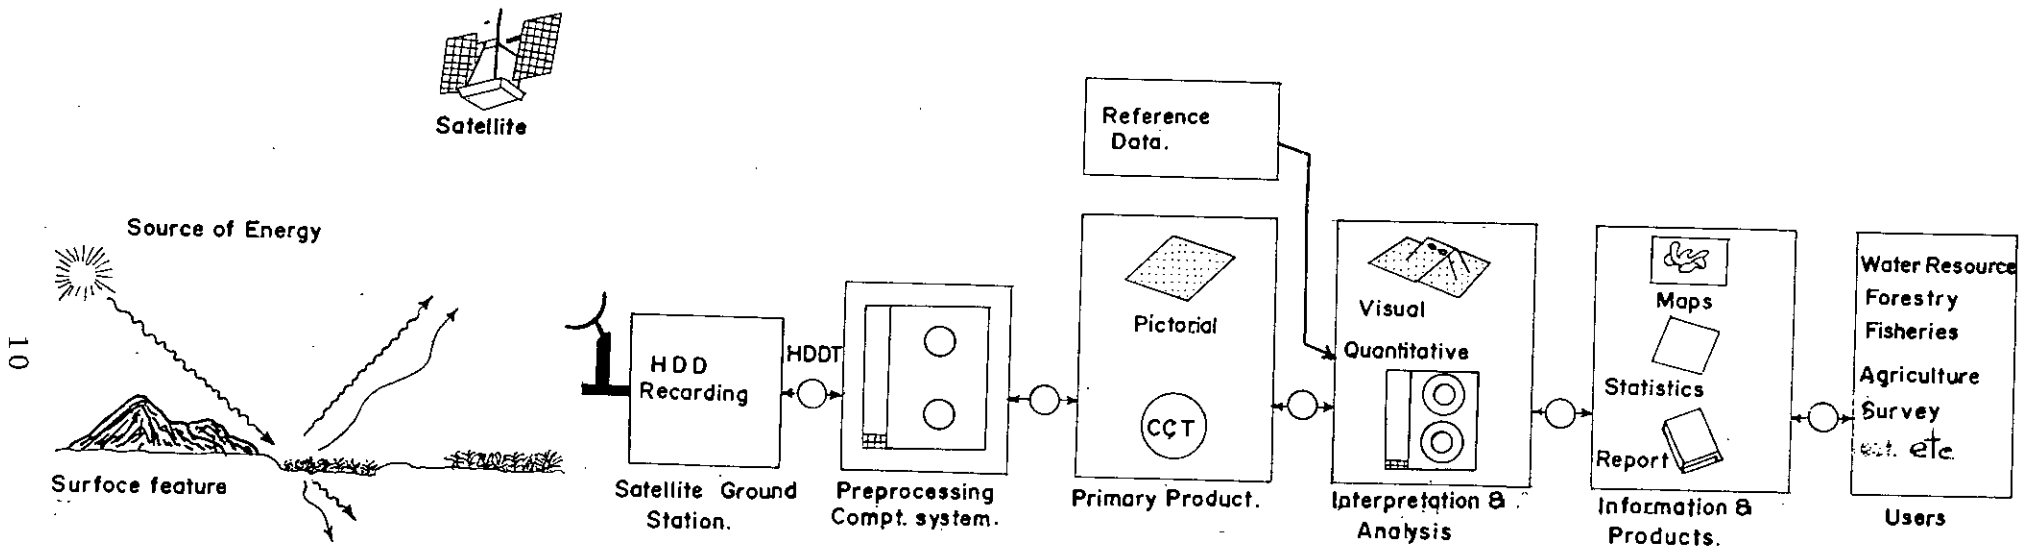 Satellite
Source of Energy
10
Surfoce feature
HDD
Recarding
Satellite Ground
Station.
HDDT
Preprocessing
Compt. system.
Reference
Data.
Pictorial
CCT
Primary Product.
Visual
Quantitative
Interpretation &
Analysis
Maps
Statistics
Report
Information &
Products.
Water Resource
Forestry
Fisheries
Agriculture
Survey
etc.
Users